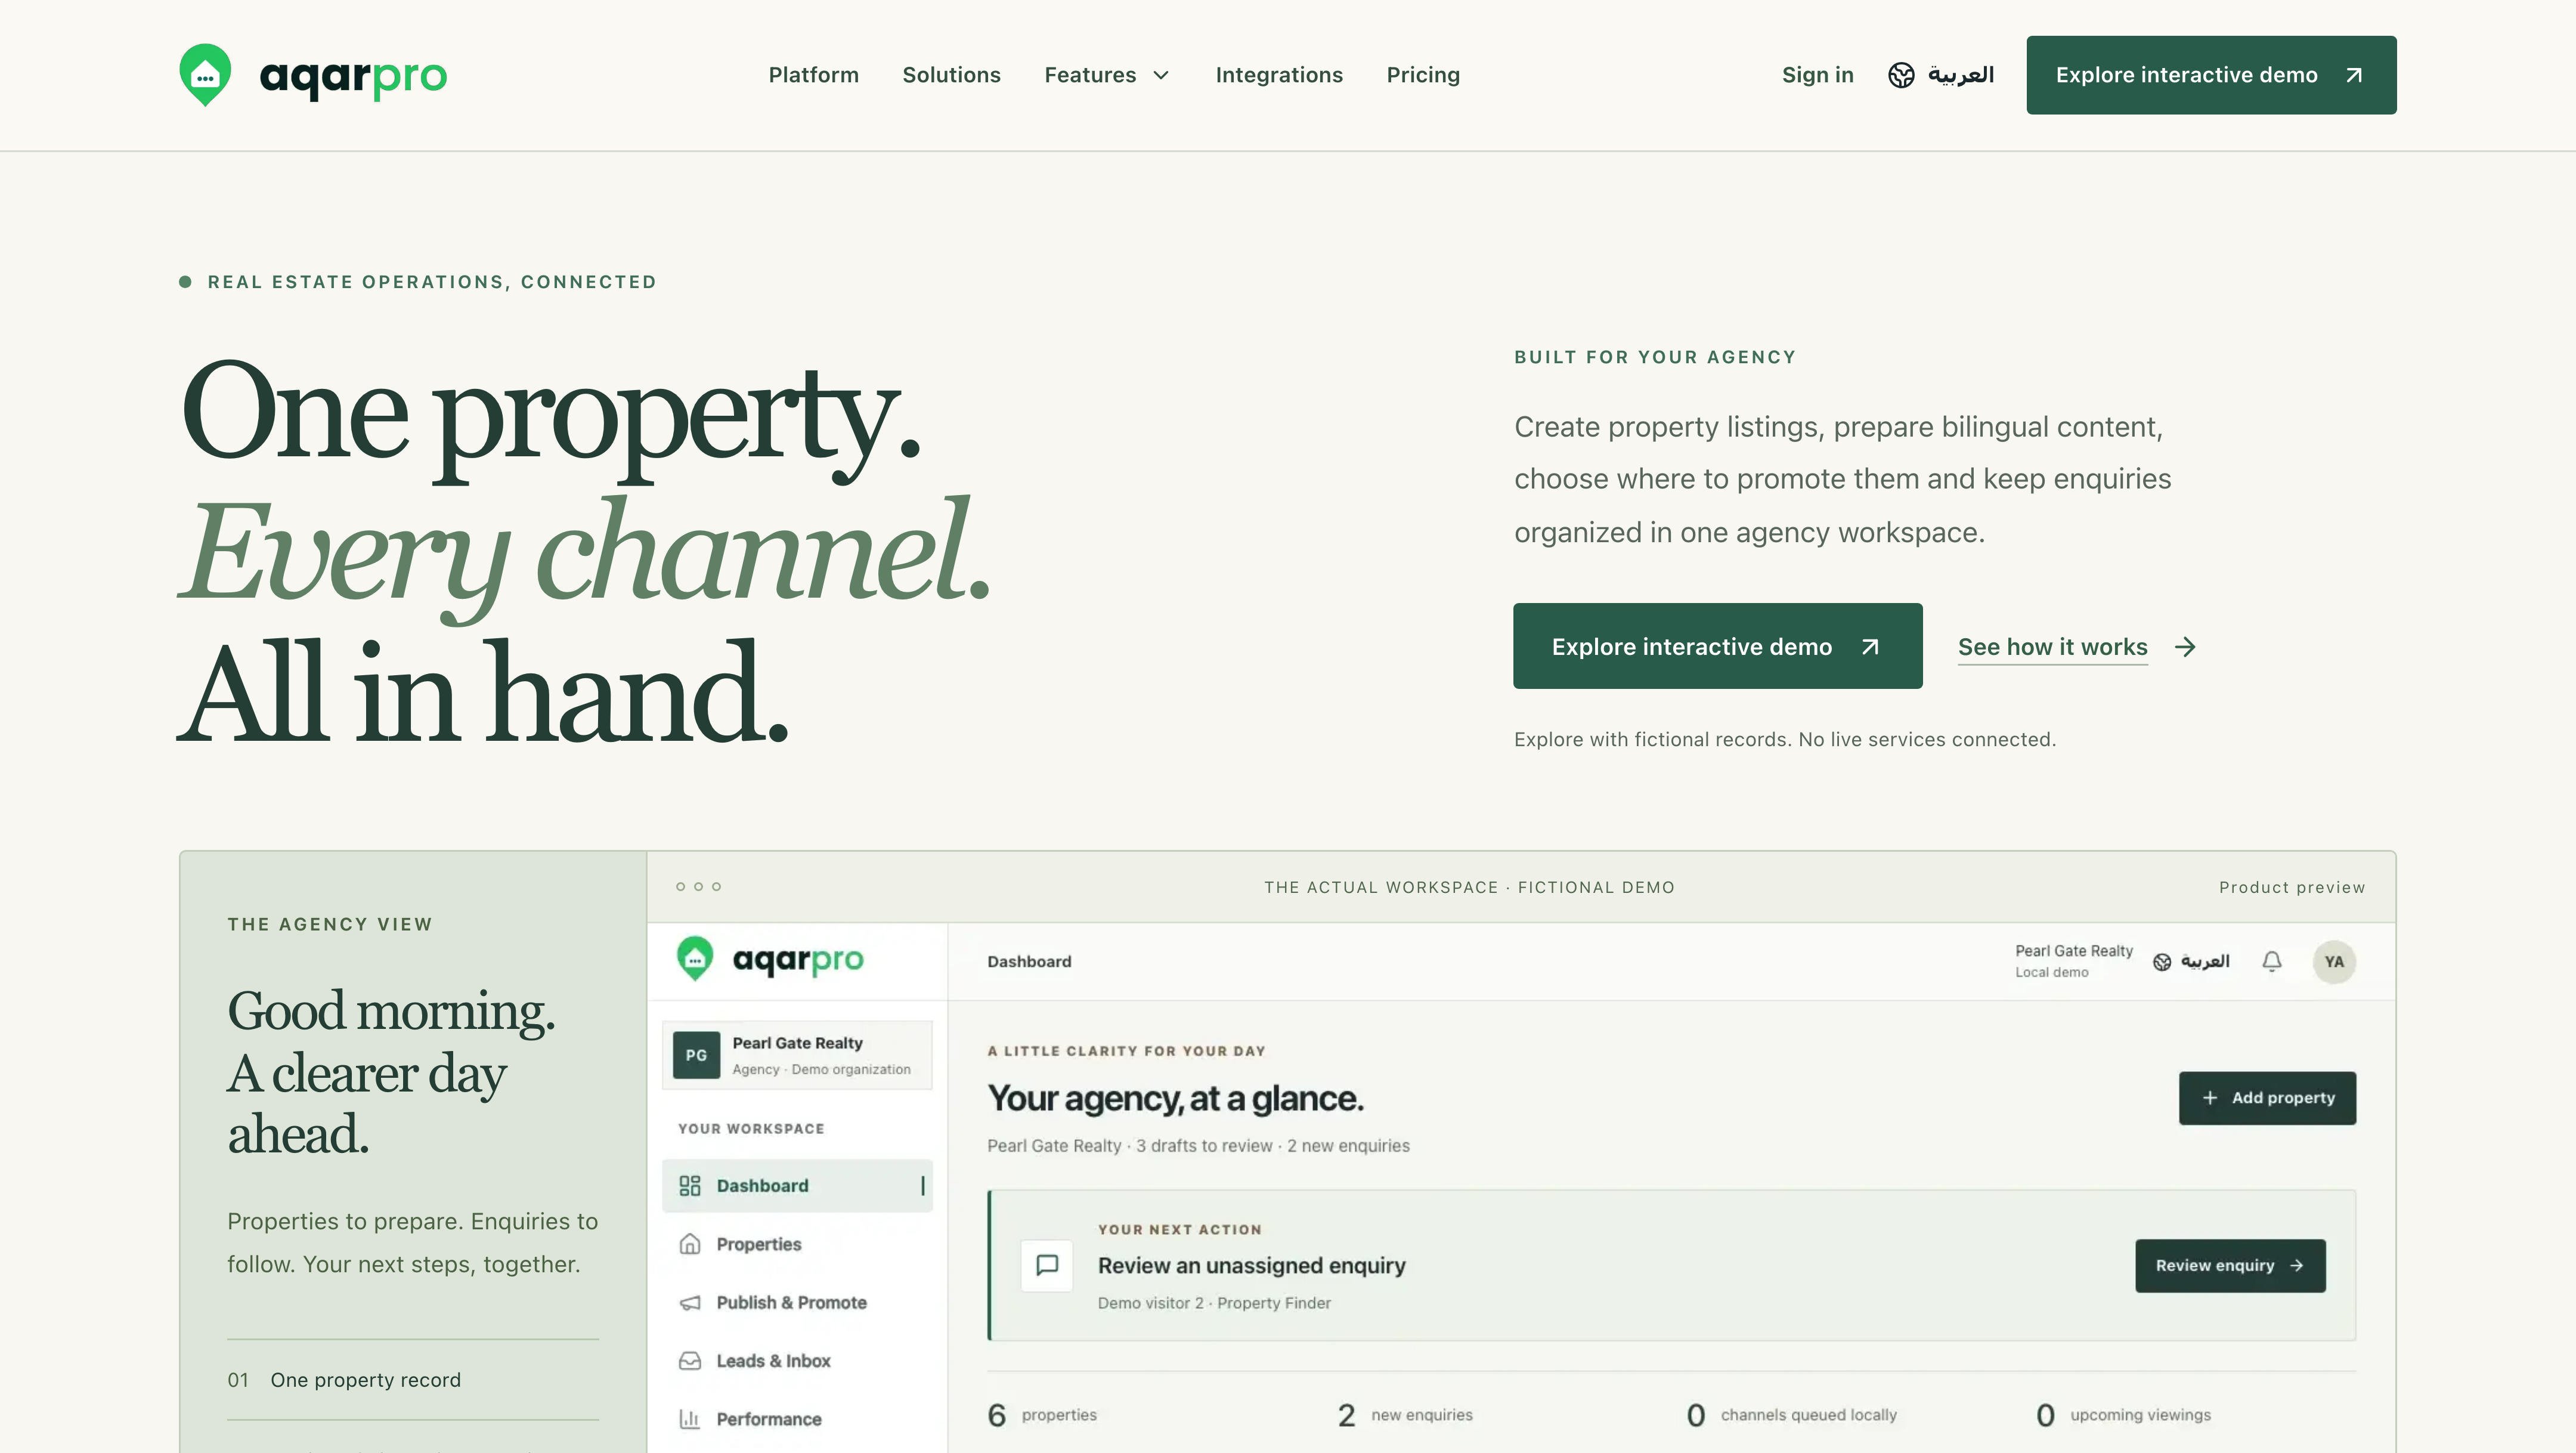 aqarpro
Platform
Solutions
Features
Integrations
Pricing
Sign in
العربية
Explore interactive demo
REAL ESTATE OPERATIONS, CONNECTED
One property.
Every channel.
All in hand.
BUILT FOR YOUR AGENCY
Create property listings, prepare bilingual content,
choose where to promote them and keep enquiries
organized in one agency workspace.
Explore interactive demo
See how it works
Explore with fictional records. No live services connected.
THE AGENCY VIEW
Good morning.
A clearer day
ahead.
Properties to prepare. Enquiries to
follow. Your next steps, together.
01 One property record
THE ACTUAL WORKSPACE · FICTIONAL DEMO
Product preview
aqarpro
Dashboard
Pearl Gate Realty
Local demo
العربية
YA
PG
Pearl Gate Realty
Agency · Demo organization
YOUR WORKSPACE
Dashboard
Properties
Publish & Promote
Leads & Inbox
Performance
A LITTLE CLARITY FOR YOUR DAY
Your agency, at a glance.
Pearl Gate Realty · 3 drafts to review · 2 new enquiries
Add property
YOUR NEXT ACTION
Review an unassigned enquiry
Demo visitor 2 · Property Finder
Review enquiry
6 properties
2 new enquiries
0 channels queued locally
0 upcoming viewings